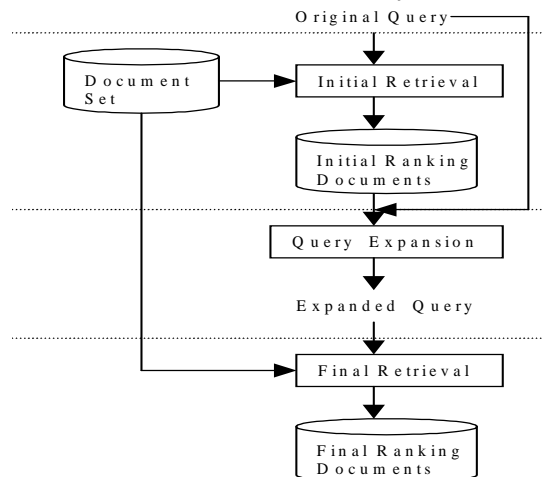 Original Query
Document
Set
Initial Retrieval
Initial Ranking
Documents
Query Expansion
Expanded Query
Final Retrieval
Final Ranking
Documents